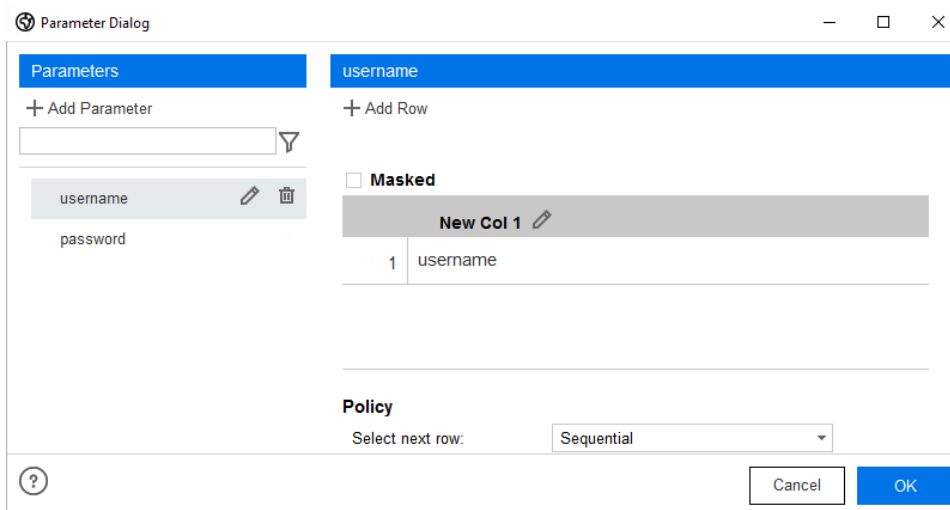 Parameter Dialog
Parameters
Add Parameter
username
password
username
Add Row
Masked
New Col 1
1 username
Policy
Select next row: Sequential
?
Cancel OK